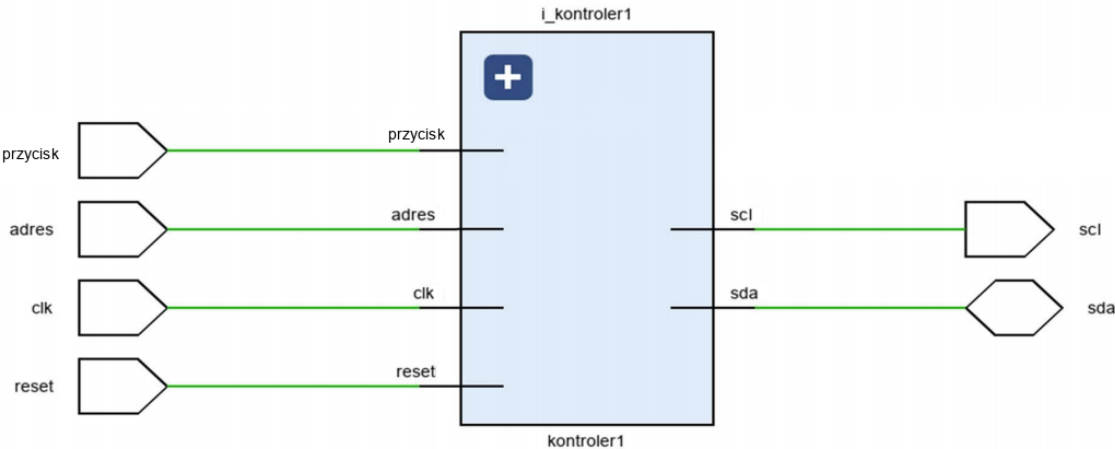 i_kontroler1
przycisk
przycisk
adres
adres
scl
scl
clk
clk
sda
sda
reset
reset
kontroler1